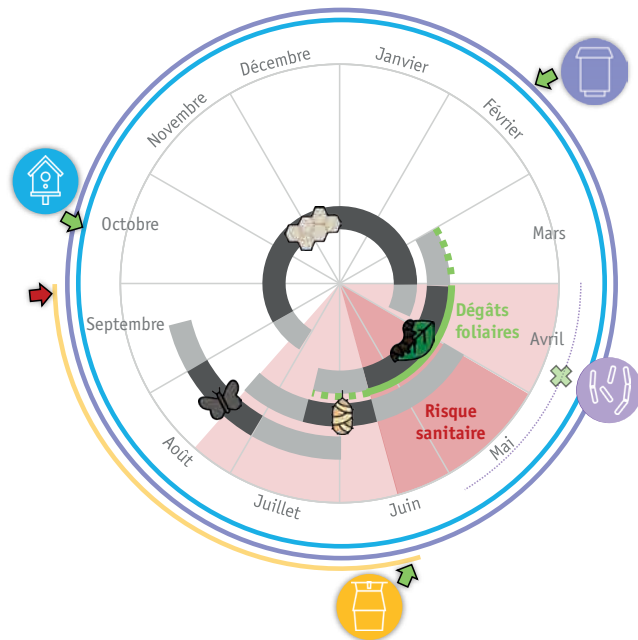 Janvier
Février
Mars
Avril
Mai
Juin
Juillet
Août
Septembre
Octobre
Novembre
Décembre
Dégâts
foliaires
Risque
sanitaire